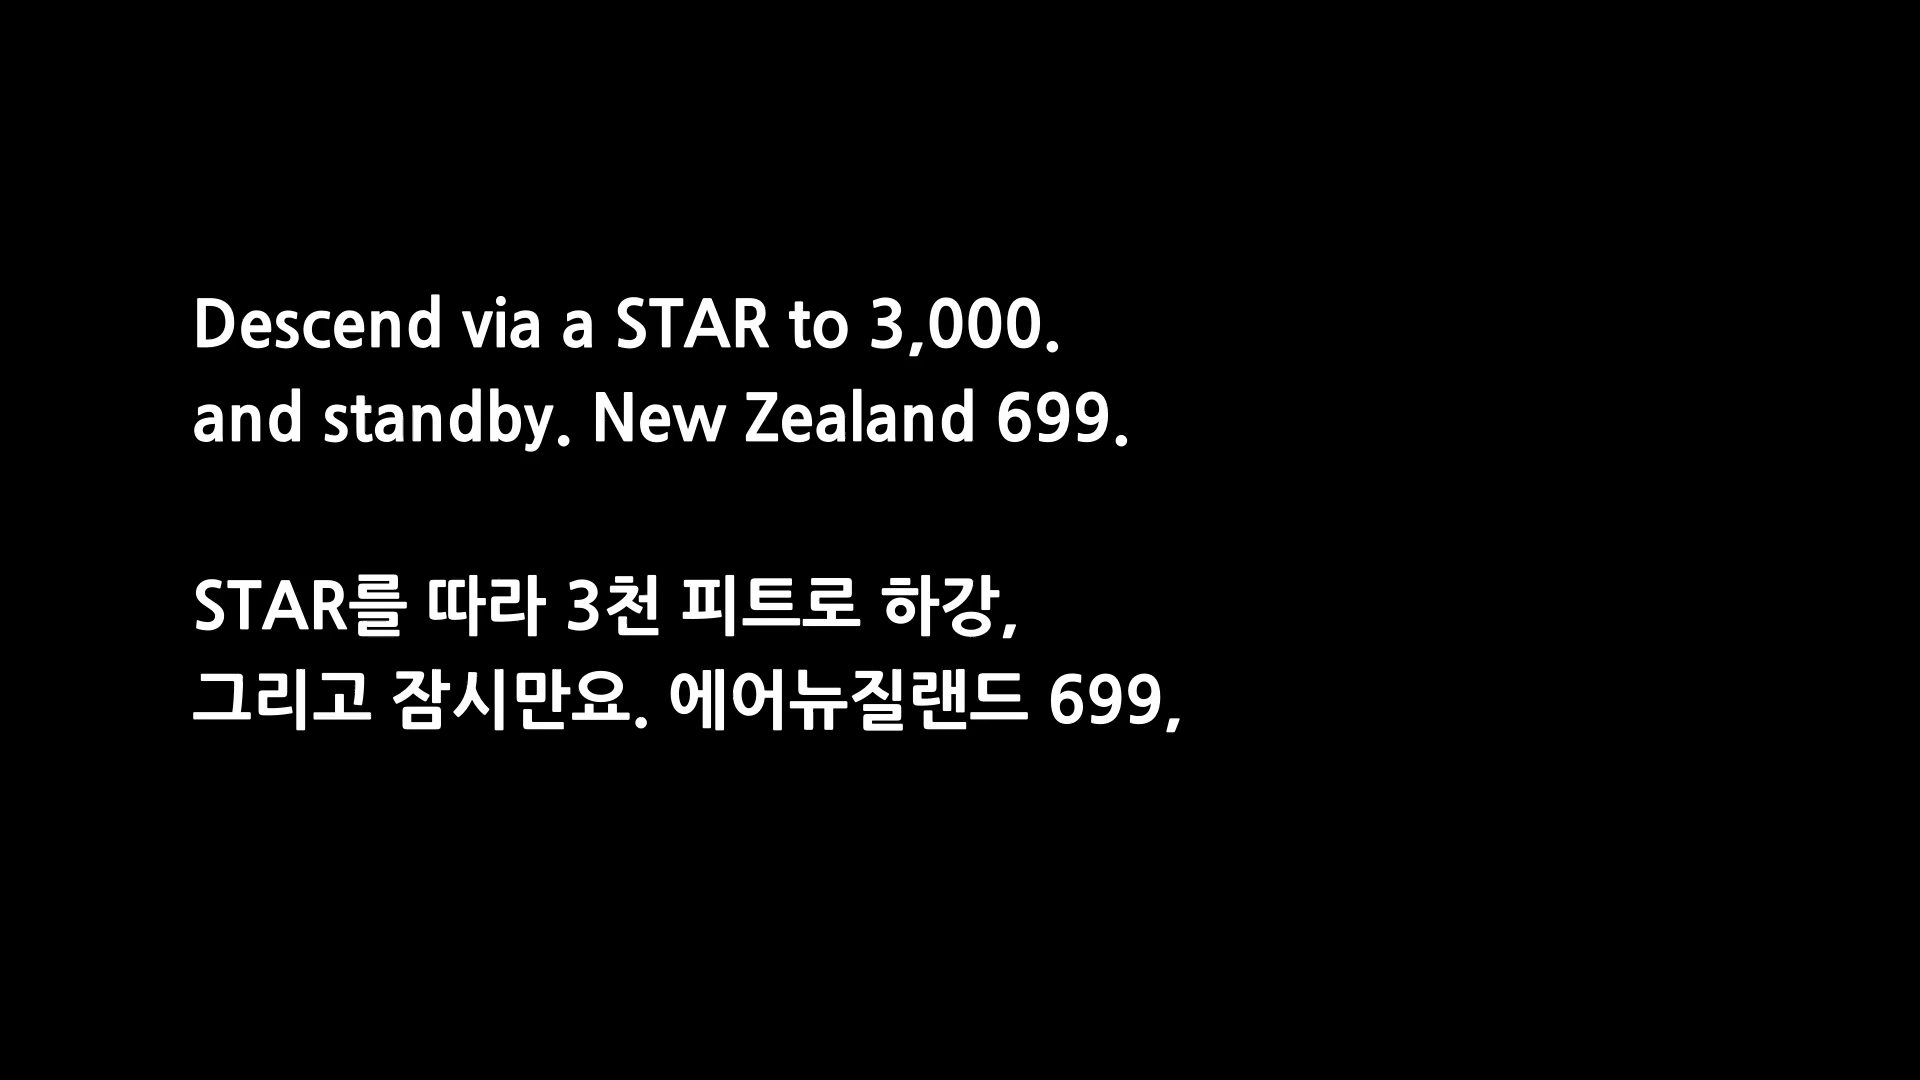 Descend via a STAR to 3,000.
and standby. New Zealand 699.
STAR를 따라 3천 피트로 하강,
그리고 잠시만요. 에어뉴질랜드 699,